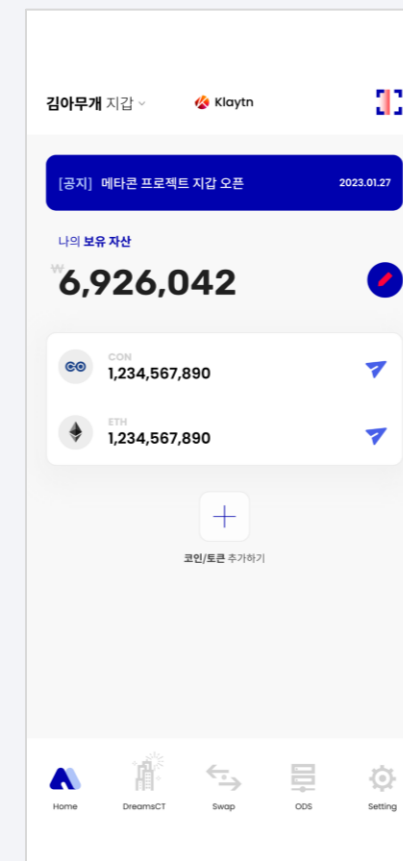 김아무개 지갑
Klaytn
[공지] 메타콘 프로젝트 지갑 오픈 2023.01.27
나의 보유 자산
₩6,926,042
CON
1,234,567,890
ETH
1,234,567,890
코인/토큰 추가하기
Home DreamsCT Swap ODS Setting